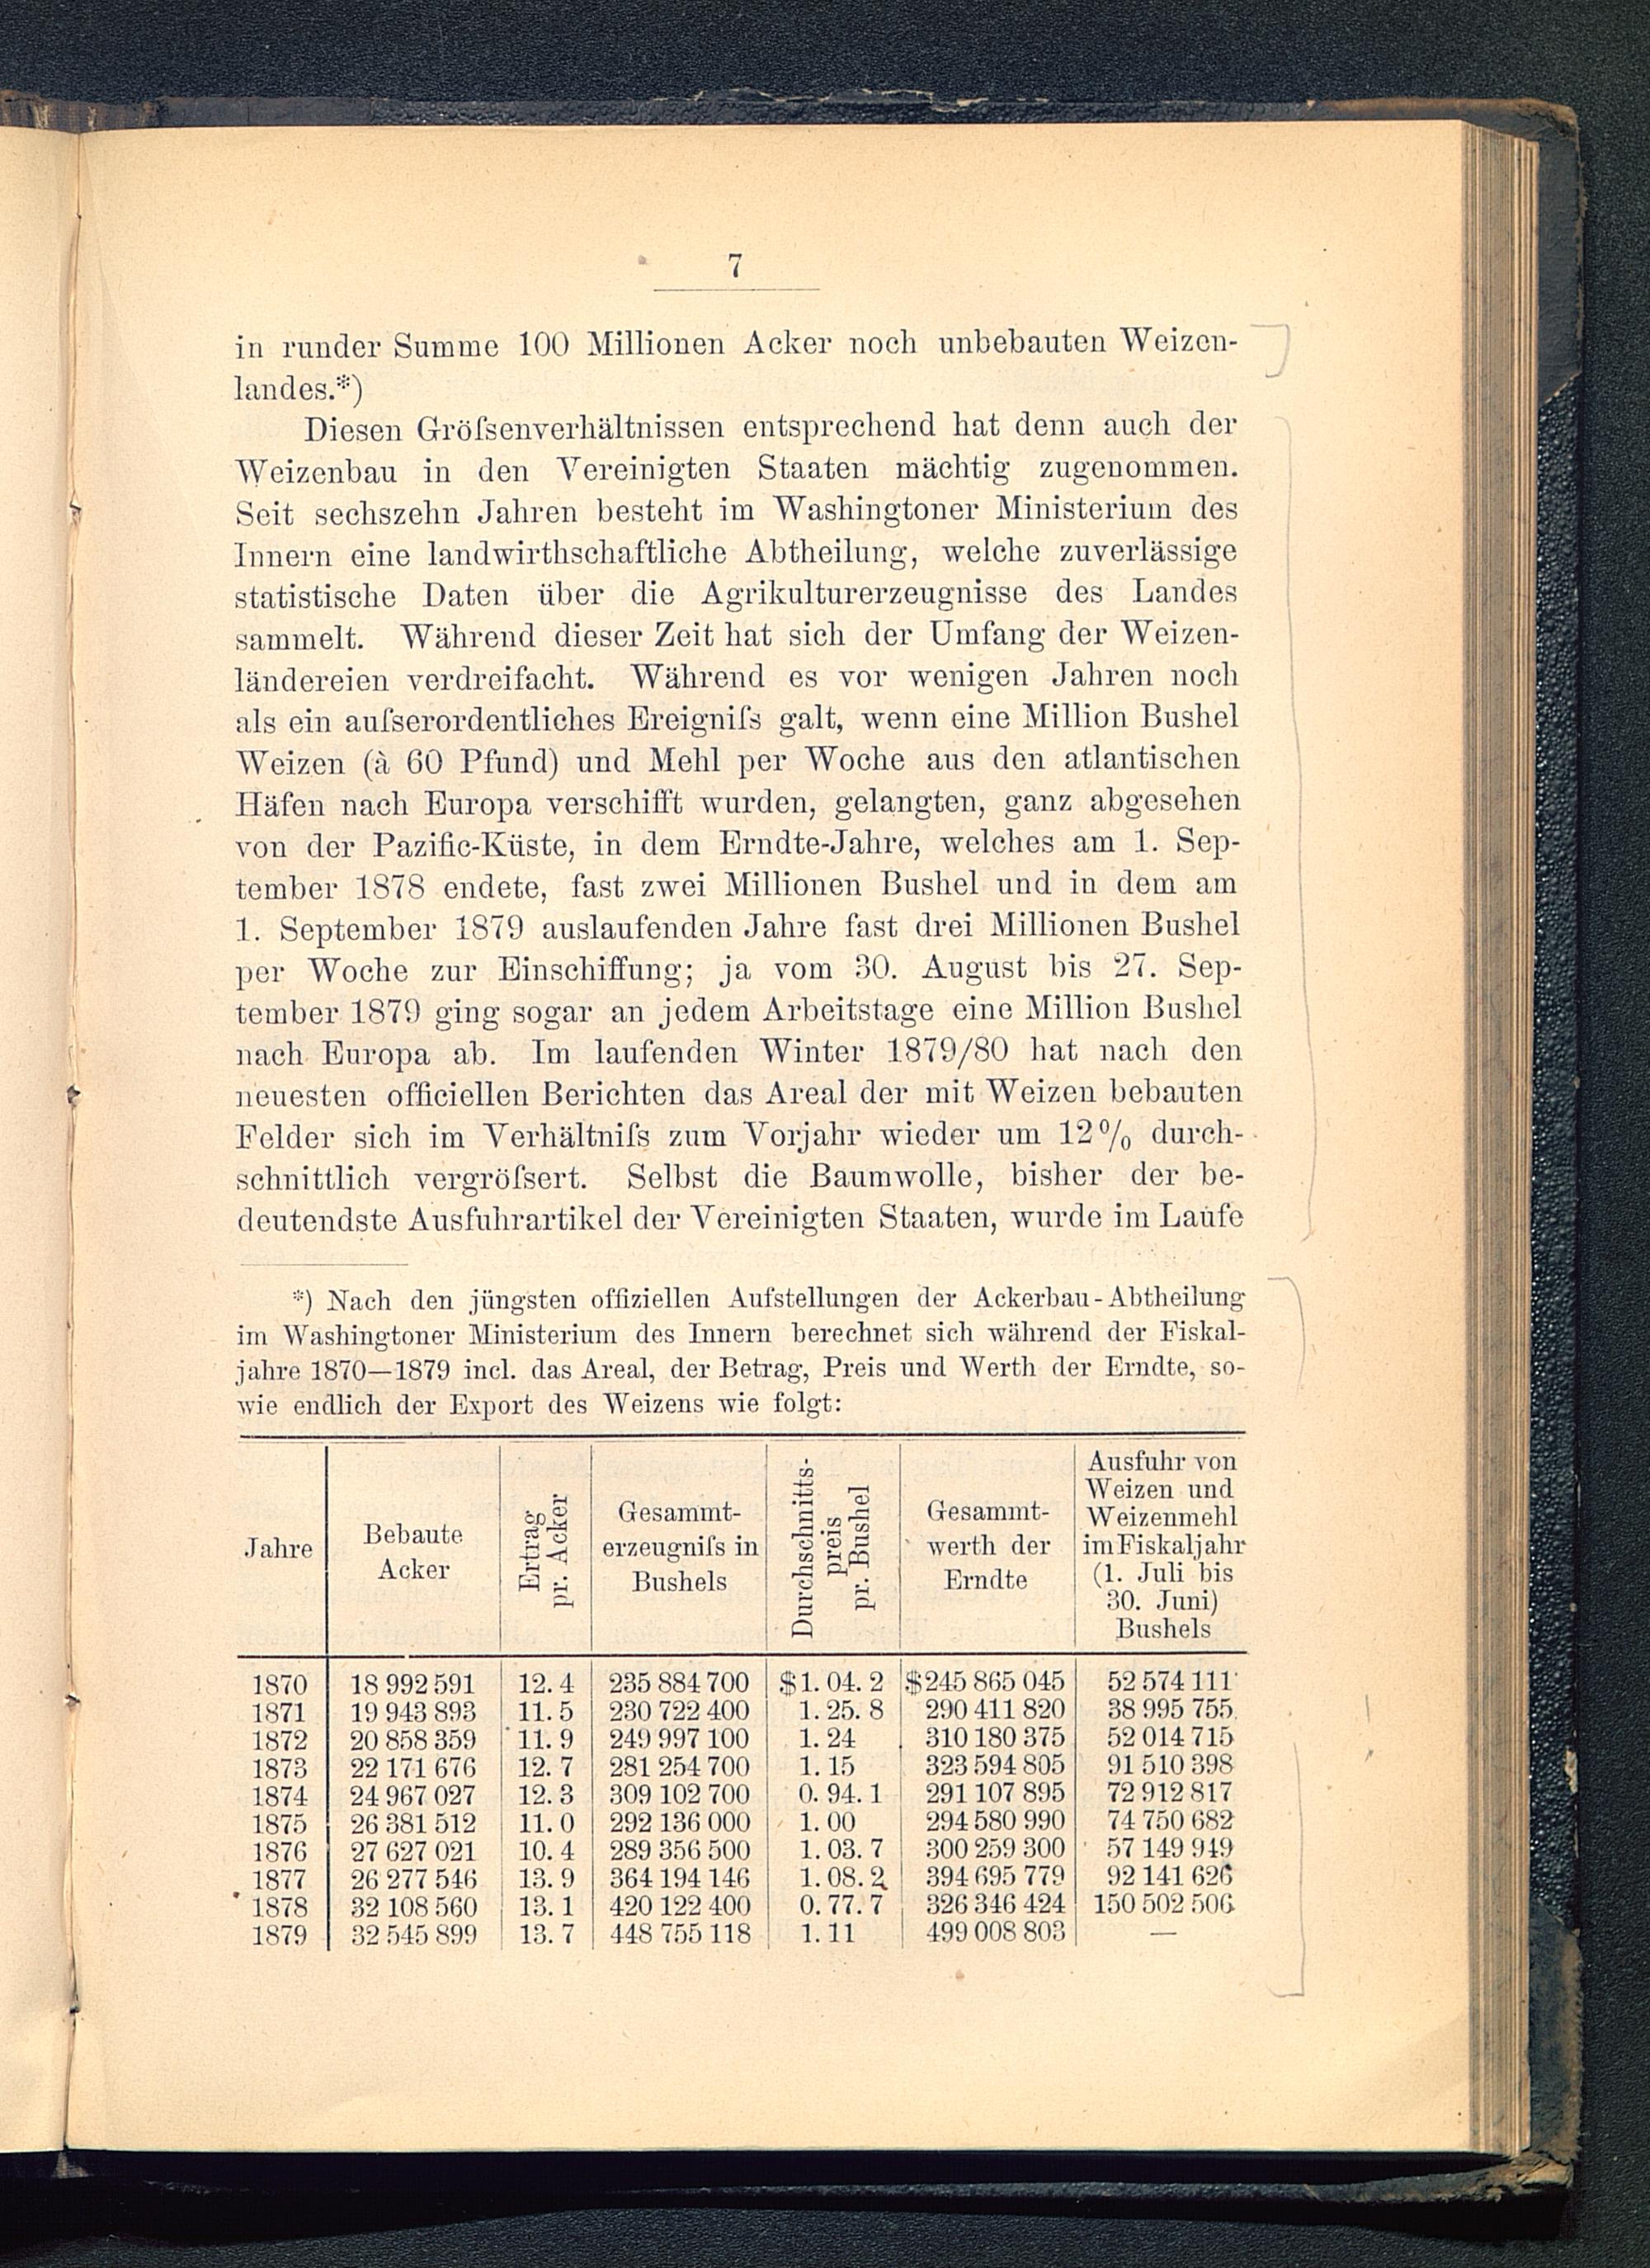 7
in runder Summe 100 Millionen Acker noch unbebauten Weizen-
landes.*)
Diesen Gröſsenverhältnissen entsprechend hat denn auch der
Weizenbau in den Vereinigten Staaten mächtig zugenommen.
Seit sechszehn Jahren besteht im Washingtoner Ministerium des
Innern eine landwirthschaftliche Abtheilung, welche zuverlässige
statistische Daten über die Agrikulturerzeugnisse des Landes
sammelt. Während dieser Zeit hat sich der Umfang der Weizen-
ländereien verdreifacht. Während es vor wenigen Jahren noch
als ein auſserordentliches Ereigniſs galt, wenn eine Million Bushel
Weizen (à 60 Pfund) und Mehl per Woche aus den atlantischen
Häfen nach Europa verschifft wurden, gelangten, ganz abgesehen
von der Pazific-Küste, in dem Erndte-Jahre, welches am 1. Sep-
tember 1878 endete, fast zwei Millionen Bushel und in dem am
1. September 1879 auslaufenden Jahre fast drei Millionen Bushel
per Woche zur Einschiffung; ja vom 30. August bis 27. Sep-
tember 1879 ging sogar an jedem Arbeitstage eine Million Bushel
nach Europa ab. Im laufenden Winter 1879/80 hat nach den
neuesten officiellen Berichten das Areal der mit Weizen bebauten
Felder sich im Verhältniſs zum Vorjahr wieder um 12% durch-
schnittlich vergröſsert. Selbst die Baumwolle, bisher der be-
deutendste Ausfuhrartikel der Vereinigten Staaten, wurde im Laufe
*) Nach den jüngsten offiziellen Aufstellungen der Ackerbau-Abtheilung
im Washingtoner Ministerium des Innern berechnet sich während der Fiskal-
jahre 1870—1879 incl. das Areal, der Betrag, Preis und Werth der Erndte, so-
wie endlich der Export des Weizens wie folgt:
Jahre
Bebaute
Acker
Ertrag
pr. Acker
Gesammt-
erzeugniſs in
Bushels
Durchschnitts-
preis
pr. Bushel
Gesammt-
werth der
Erndte
Ausfuhr von
Weizen und
Weizenmehl
im Fiskaljahr
(1. Juli bis
30. Juni)
Bushels
1870 18 992 591 12. 4 235 884 700 $1. 04. 2 $245 865 045 52 574 111
1871 19 943 893 11. 5 230 722 400 1. 25. 8 290 411 820 38 995 755
1872 20 858 359 11. 9 249 997 100 1. 24 310 180 375 52 014 715
1873 22 171 676 12. 7 281 254 700 1. 15 323 594 805 91 510 398
1874 24 967 027 12. 3 309 102 700 0. 94. 1 291 107 895 72 912 817
1875 26 381 512 11. 0 292 136 000 1. 00 294 580 990 74 750 682
1876 27 627 021 10. 4 289 356 500 1. 03. 7 300 259 300 57 149 949
1877 26 277 546 13. 9 364 194 146 1. 08. 2 394 695 779 92 141 626
1878 32 108 560 13. 1 420 122 400 0. 77. 7 326 346 424 150 502 506
1879 32 545 899 13. 7 448 755 118 1. 11 499 008 803 —